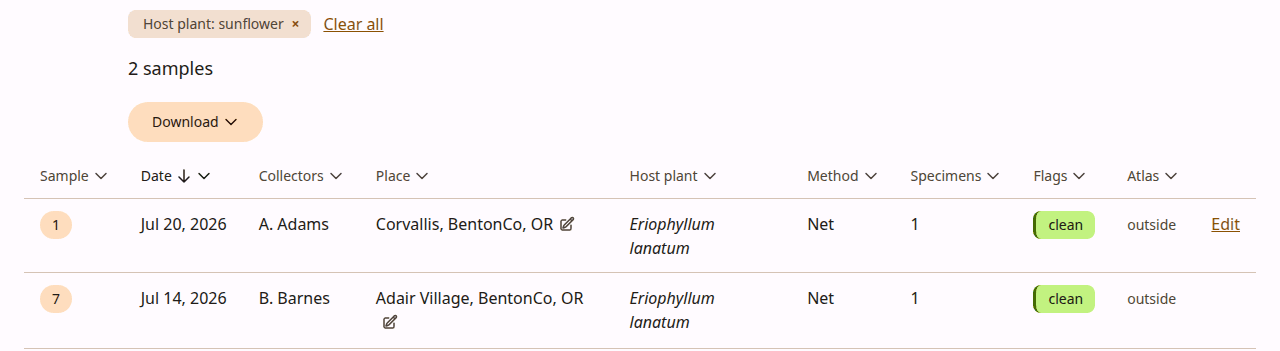 Host plant: sunflower × Clear all
2 samples
Download
Sample Date Collectors Place Host plant Method Specimens Flags Atlas
1 Jul 20, 2026 A. Adams Corvallis, BentonCo, OR Eriophyllum lanatum Net 1 clean outside Edit
7 Jul 14, 2026 B. Barnes Adair Village, BentonCo, OR Eriophyllum lanatum Net 1 clean outside